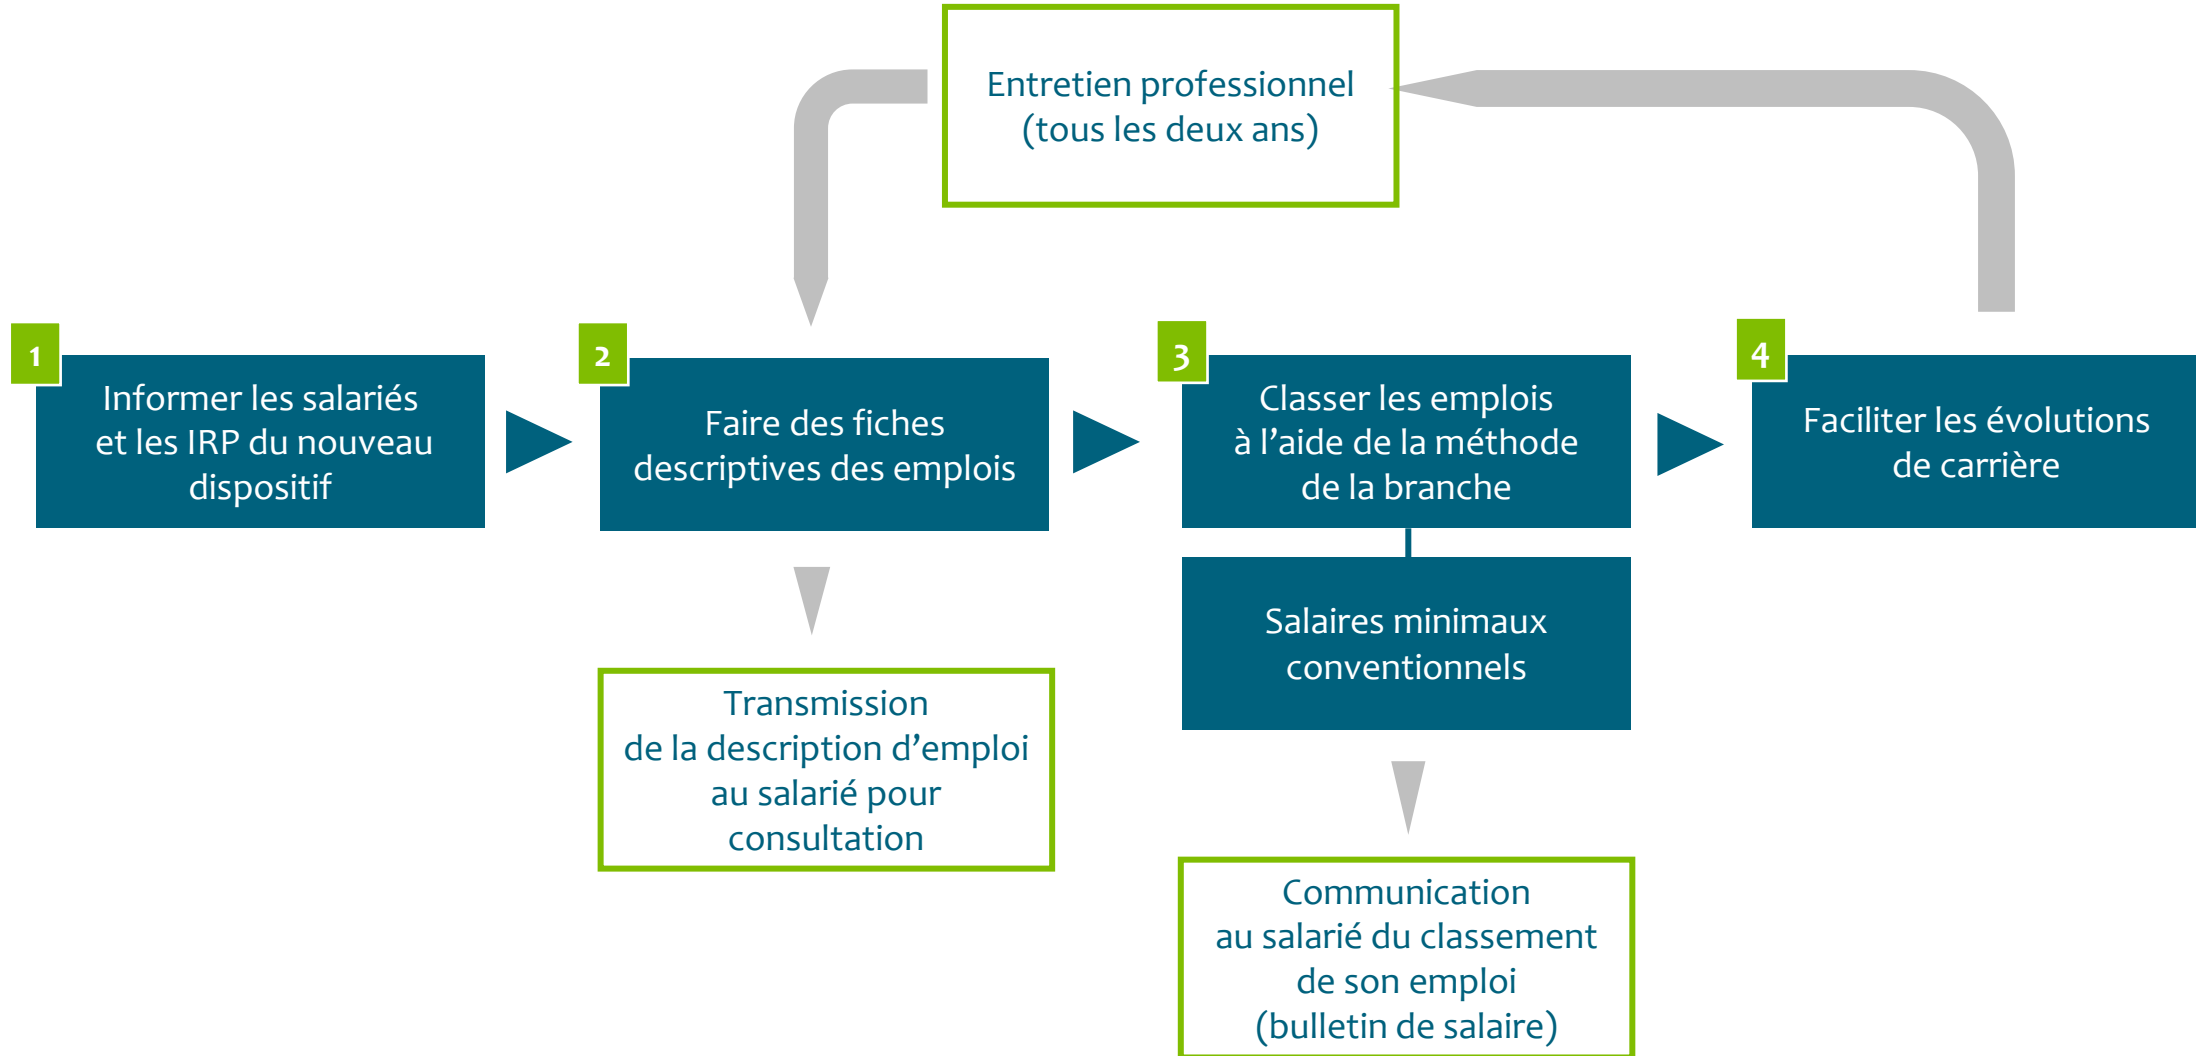 Entretien professionnel
(tous les deux ans)
1
Informer les salariés
et les IRP du nouveau
dispositif
2
Faire des fiches
descriptives des emplois
3
Classer les emplois
à l’aide de la méthode
de la branche
4
Faciliter les évolutions
de carrière
Salaires minimaux
conventionnels
Transmission
de la description d’emploi
au salarié pour
consultation
Communication
au salarié du classement
de son emploi
(bulletin de salaire)